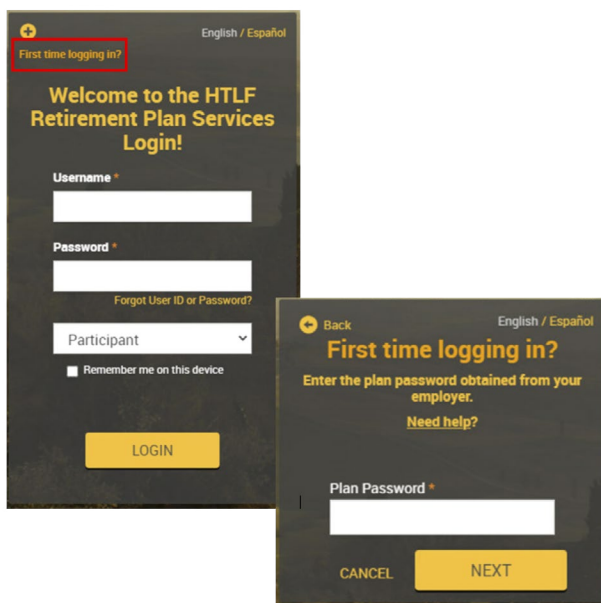 English / Español
First time logging in?
Welcome to the HTLF
Retirement Plan Services
Login!
Username *
Password *
Forgot User ID or Password?
Participant
Remember me on this device
LOGIN
Back
English / Español
First time logging in?
Enter the plan password obtained from your
employer.
Need help?
Plan Password *
CANCEL
NEXT